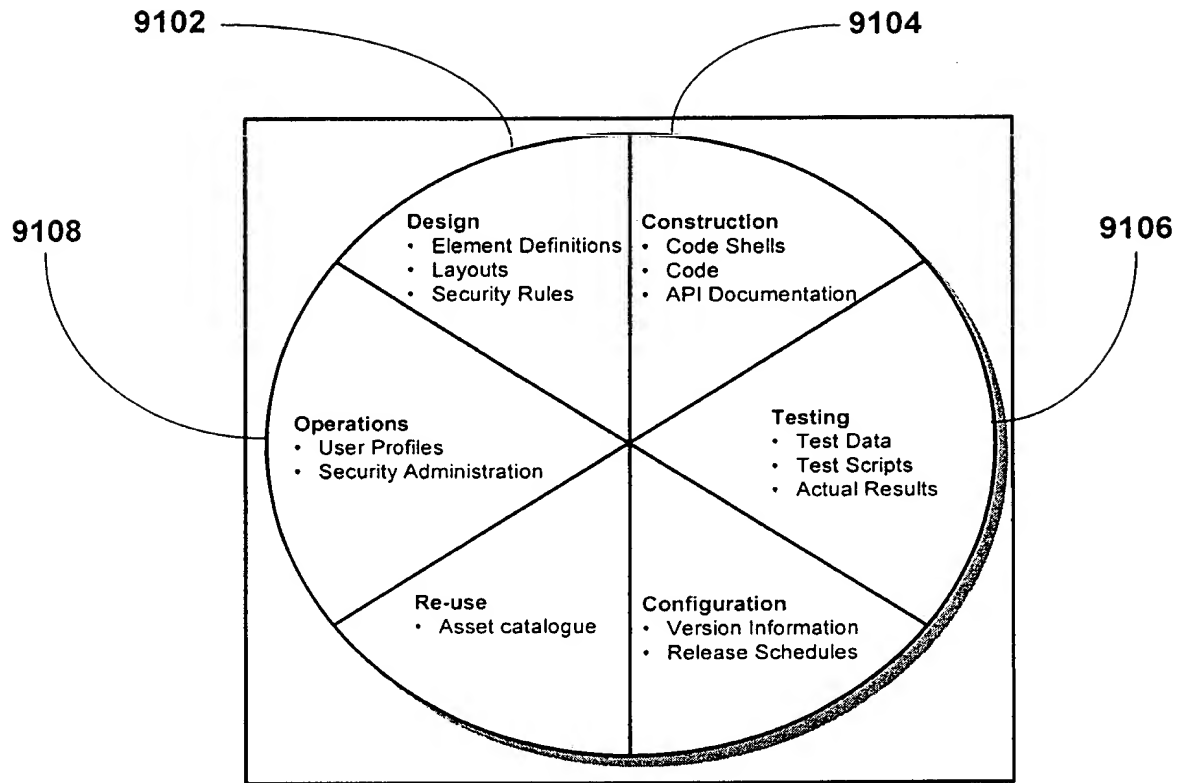 9102
9104
9108
9106
Design
• Element Definitions
• Layouts
• Security Rules
Construction
• Code Shells
• Code
• API Documentation
Operations
• User Profiles
• Security Administration
Testing
• Test Data
• Test Scripts
• Actual Results
Re-use
• Asset catalogue
Configuration
• Version Information
• Release Schedules